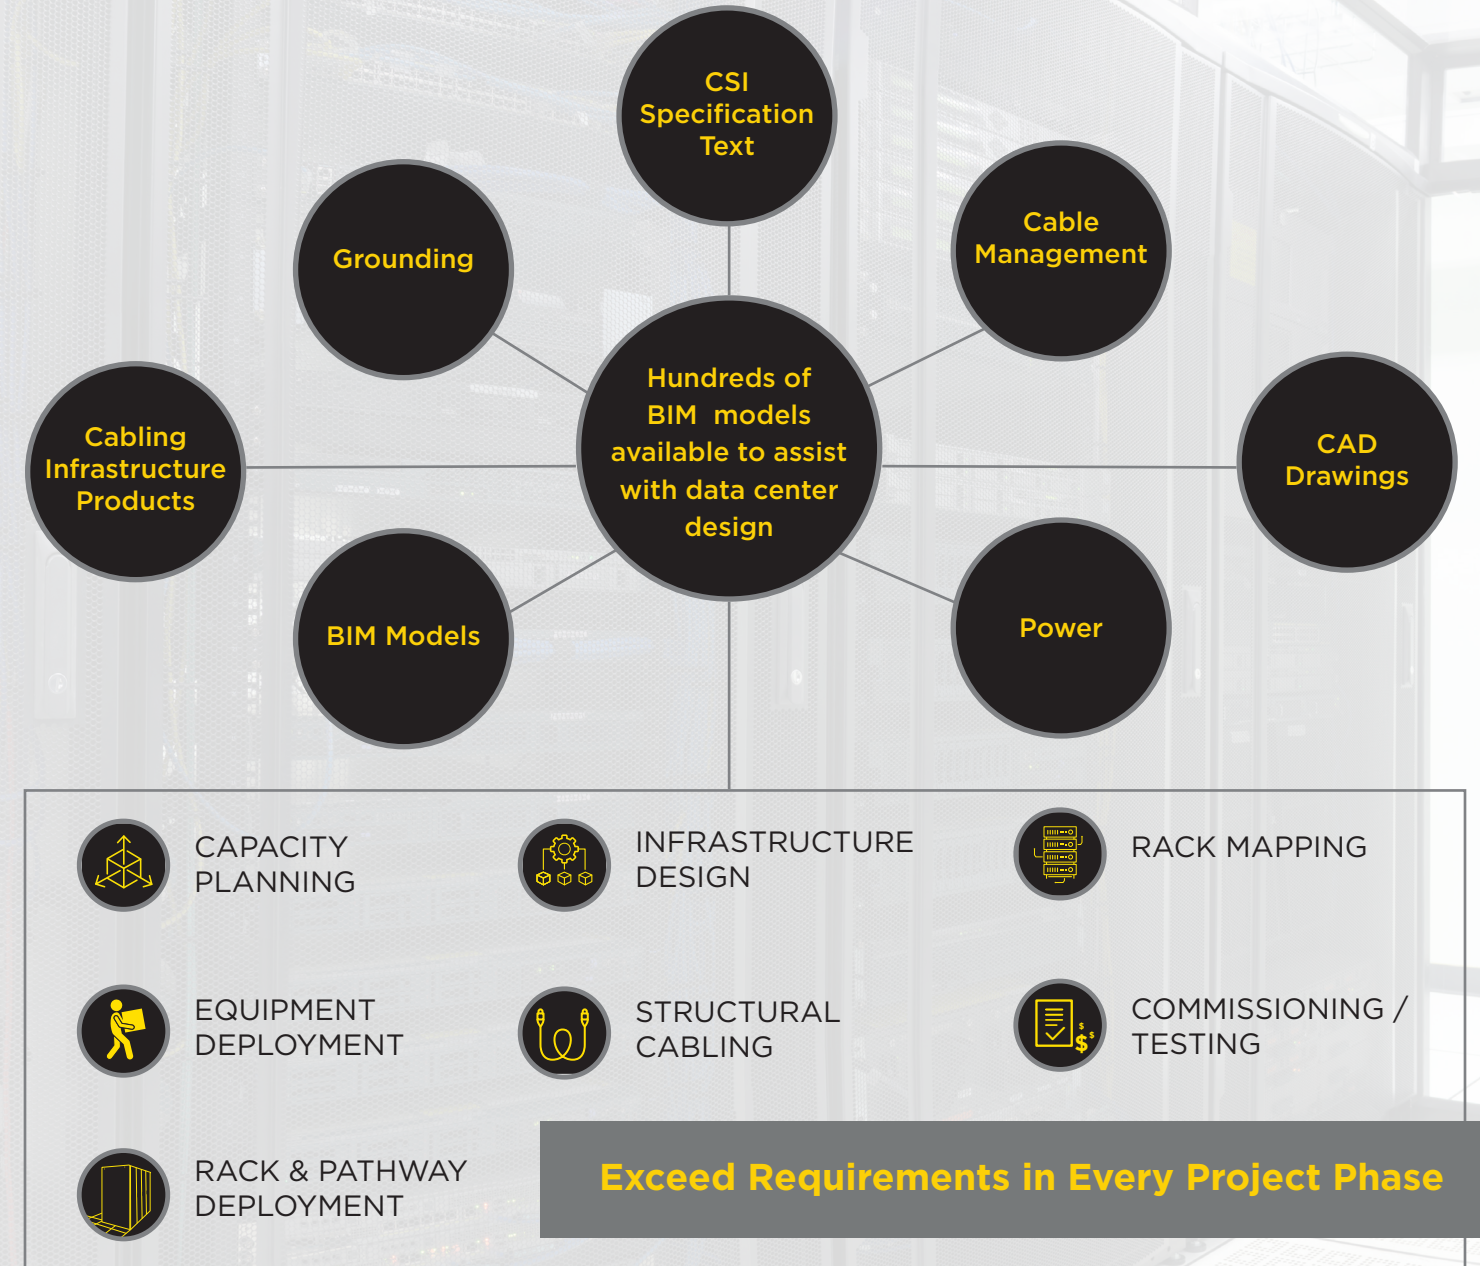 CSI
Specification
Text
Grounding
Cable
Management
Cabling
Infrastructure
Products
Hundreds of
BIM models
available to assist
with data center
design
CAD
Drawings
BIM Models
Power
CAPACITY
PLANNING
INFRASTRUCTURE
DESIGN
RACK MAPPING
EQUIPMENT
DEPLOYMENT
STRUCTURAL
CABLING
COMMISSIONING /
TESTING
RACK & PATHWAY
DEPLOYMENT
Exceed Requirements in Every Project Phase